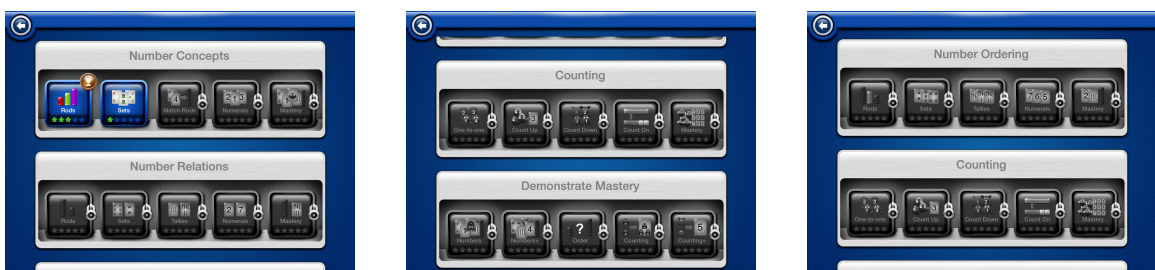 Number Concepts
Rods
Sets
Match Rods
Numerals
Mastery
Number Relations
Rods
Sets
Tallies
Numerals
Mastery
Counting
One-to-one
Count Up
Count Down
Count On
Mastery
Demonstrate Mastery
Numbers
Numbers+
Order
Counting
Counting+
Number Ordering
Rods
Sets
Tallies
Numerals
Mastery
Counting
One-to-one
Count Up
Count Down
Count On
Mastery